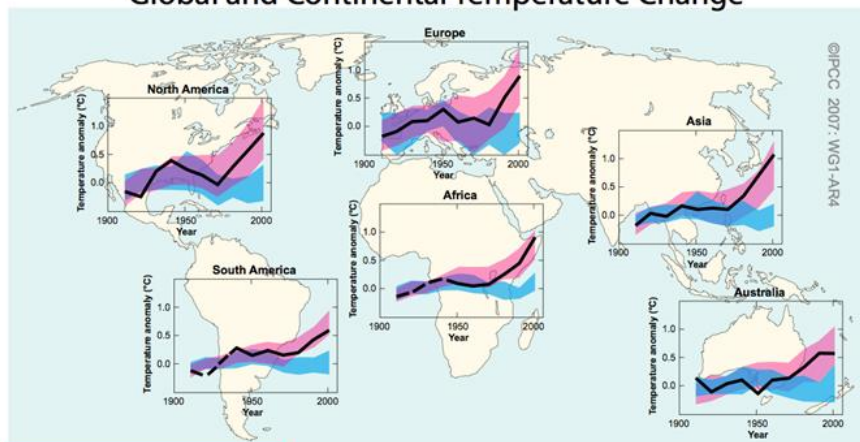 Global and Continental Temperature Change
Europe
Temperature anomaly (°C)
1.0
0.5
0.0
1900
1950
2000
Year
North America
Temperature anomaly (°C)
1.0
0.5
0.0
1900
1950
2000
Year
Asia
Temperature anomaly (°C)
1.0
0.5
0.0
1900
1950
2000
Year
Africa
Temperature anomaly (°C)
1.0
0.5
0.0
1900
1950
2000
Year
South America
Temperature anomaly (°C)
1.0
0.5
0.0
1900
1950
2000
Year
Australia
Temperature anomaly (°C)
1.0
0.5
0.0
1900
1950
2000
Year
©IPCC 2007: WG1-AR4